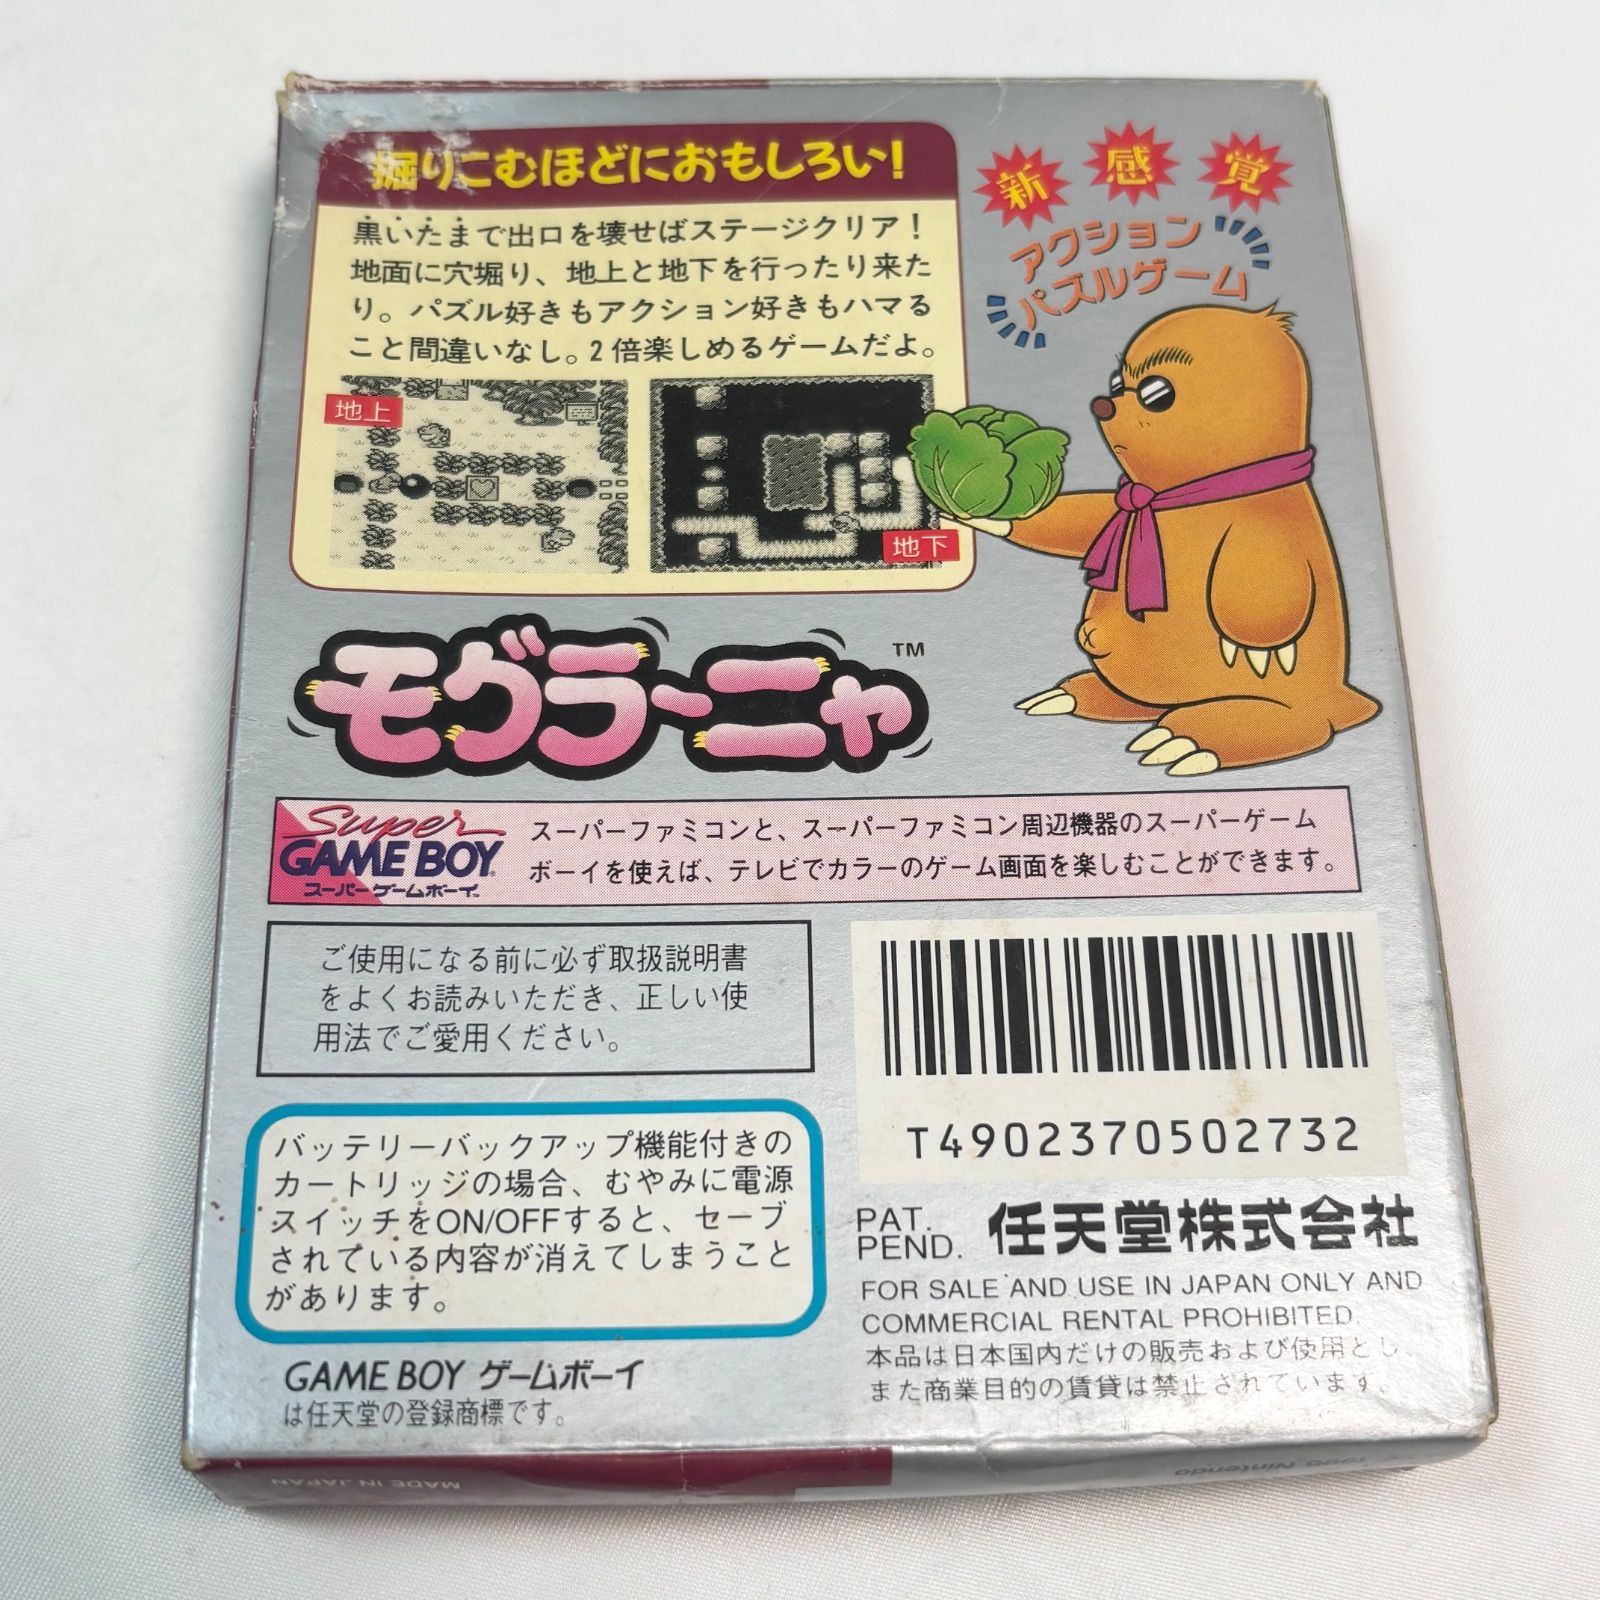 掘りこむほどにおもしろい!
黒いたまで出口を壊せばステージクリア!
地面に穴掘り、地上と地下を行ったり来た
り。パズル好きもアクション好きもハマる
こと間違いなし。2倍楽しめるゲームだよ。
地上
地下
新感覚
アクション
パズルゲーム
モグラ〜ニャ™
Super
GAME BOY
スーパーゲームボーイ
スーパーファミコンと、スーパーファミコン周辺機器のスーパーゲーム
ボーイを使えば、テレビでカラーのゲーム画面を楽しむことができます。
ご使用になる前に必ず取扱説明書
をよくお読みいただき、正しい使
用法でご愛用ください。
T4902370502732
バッテリーバックアップ機能付きの
カートリッジの場合、むやみに電源
スイッチをON/OFFすると、セーブ
されている内容が消えてしまうこと
があります。
PAT.
PEND.
任天堂株式会社
FOR SALE AND USE IN JAPAN ONLY AND
COMMERCIAL RENTAL PROHIBITED.
本品は日本国内だけの販売および使用とし、
また商業目的の賃貸は禁止されています。
GAME BOY ゲームボーイ
は任天堂の登録商標です。
MADE IN JAPAN
Nintendo